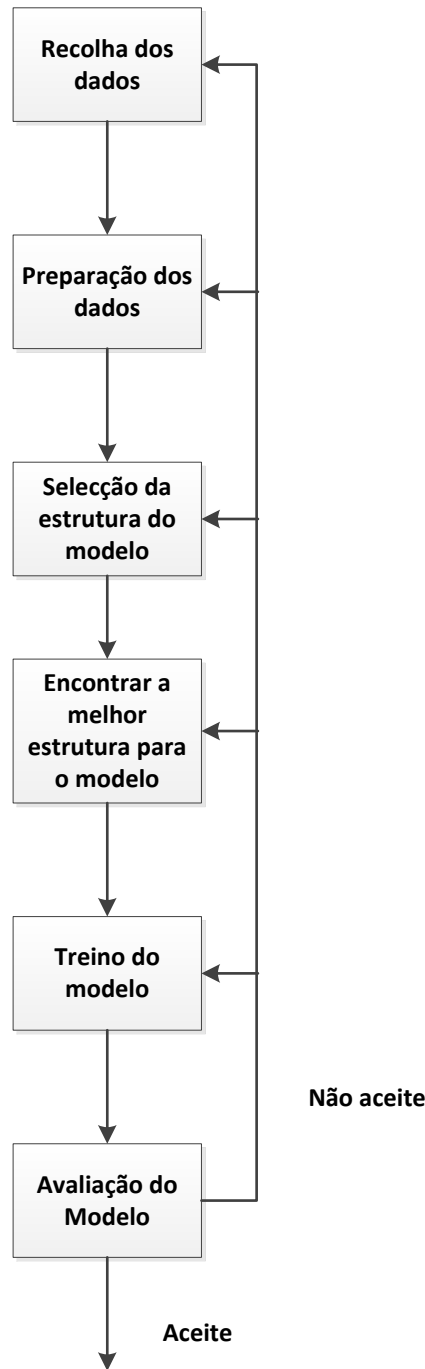 Recolha dos
dados
Preparação dos
dados
Selecção da
estrutura do
modelo
Encontrar a
melhor
estrutura para
o modelo
Treino do
modelo
Não aceite
Avaliação do
Modelo
Aceite